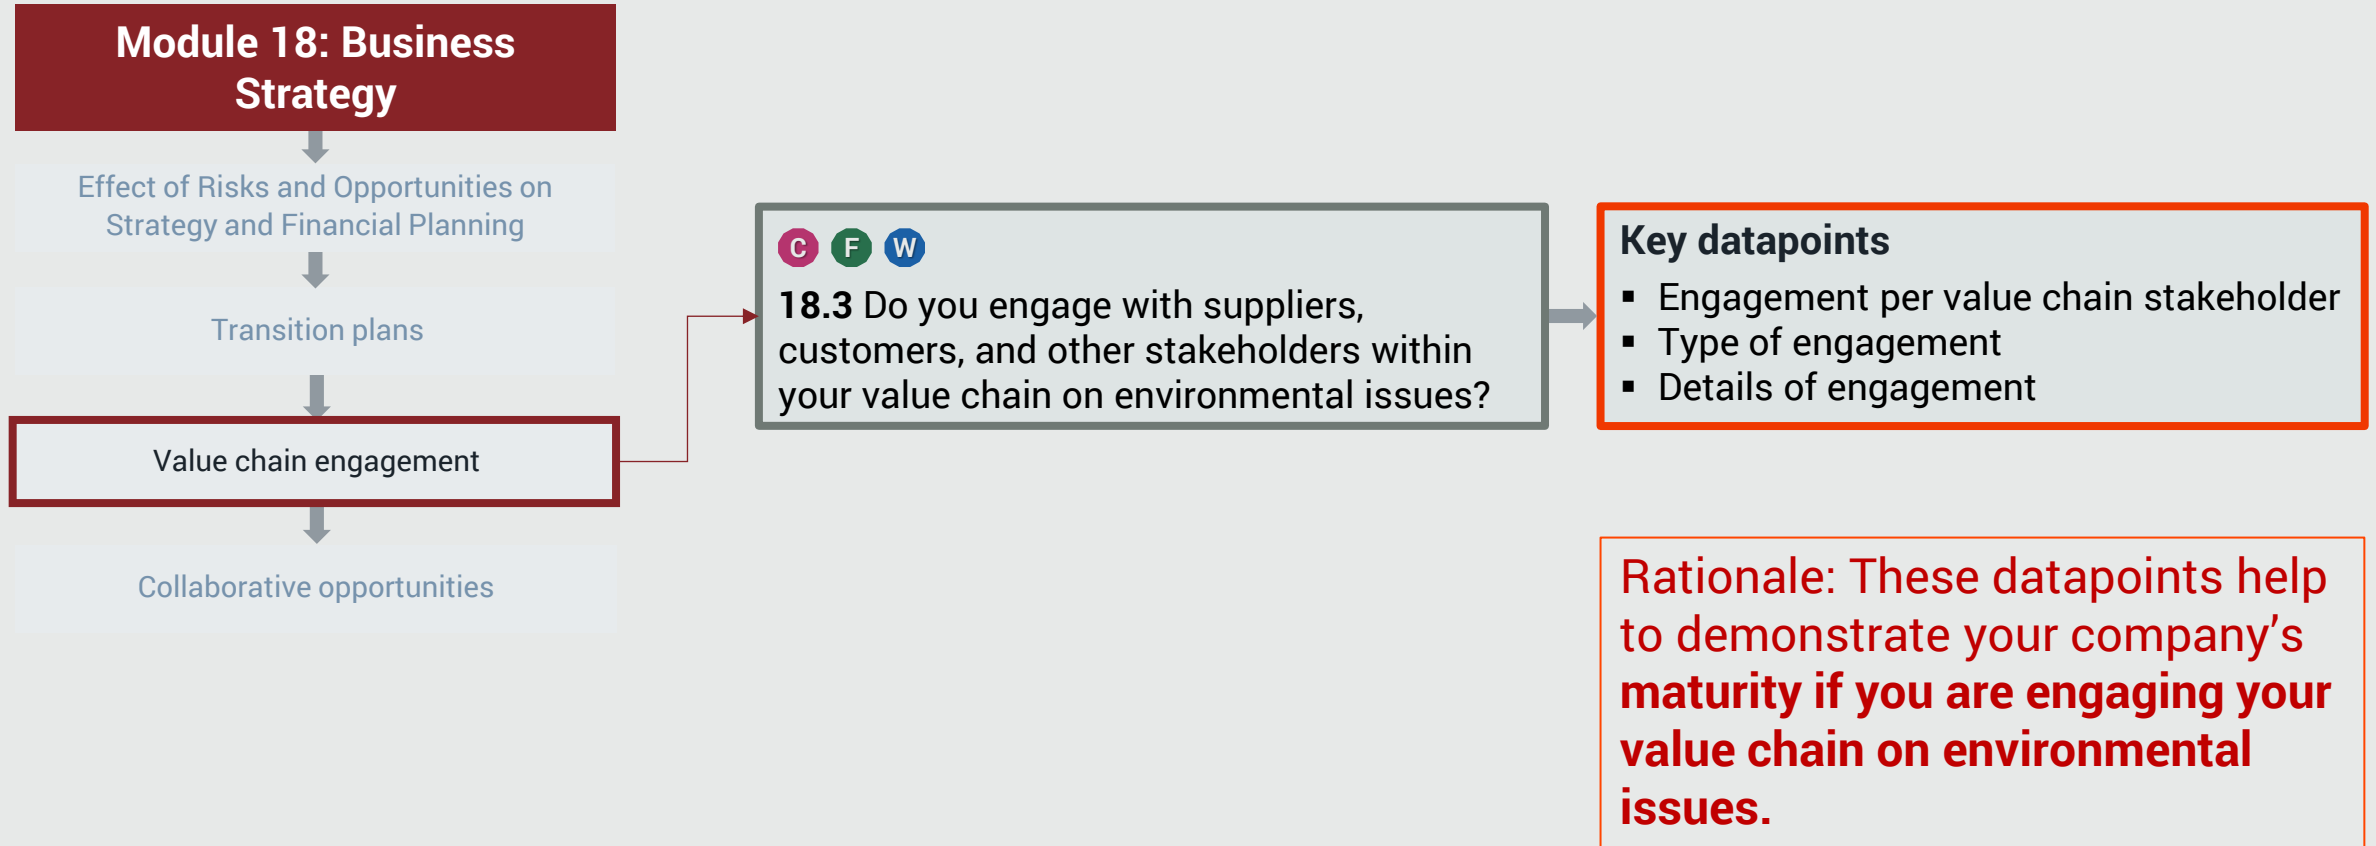 Module 18: Business
Strategy
Effect of Risks and Opportunities on
Strategy and Financial Planning
Transition plans
Value chain engagement
Collaborative opportunities
C F W
18.3 Do you engage with suppliers,
customers, and other stakeholders within
your value chain on environmental issues?
Key datapoints
▪ Engagement per value chain stakeholder
▪ Type of engagement
▪ Details of engagement
Rationale: These datapoints help
to demonstrate your company’s
maturity if you are engaging your
value chain on environmental
issues.